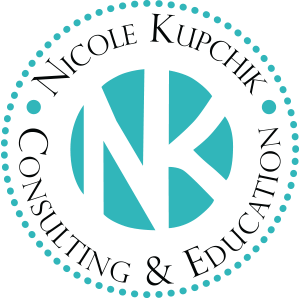 NICOLE KUPCHIK
NK
CONSULTING & EDUCATION